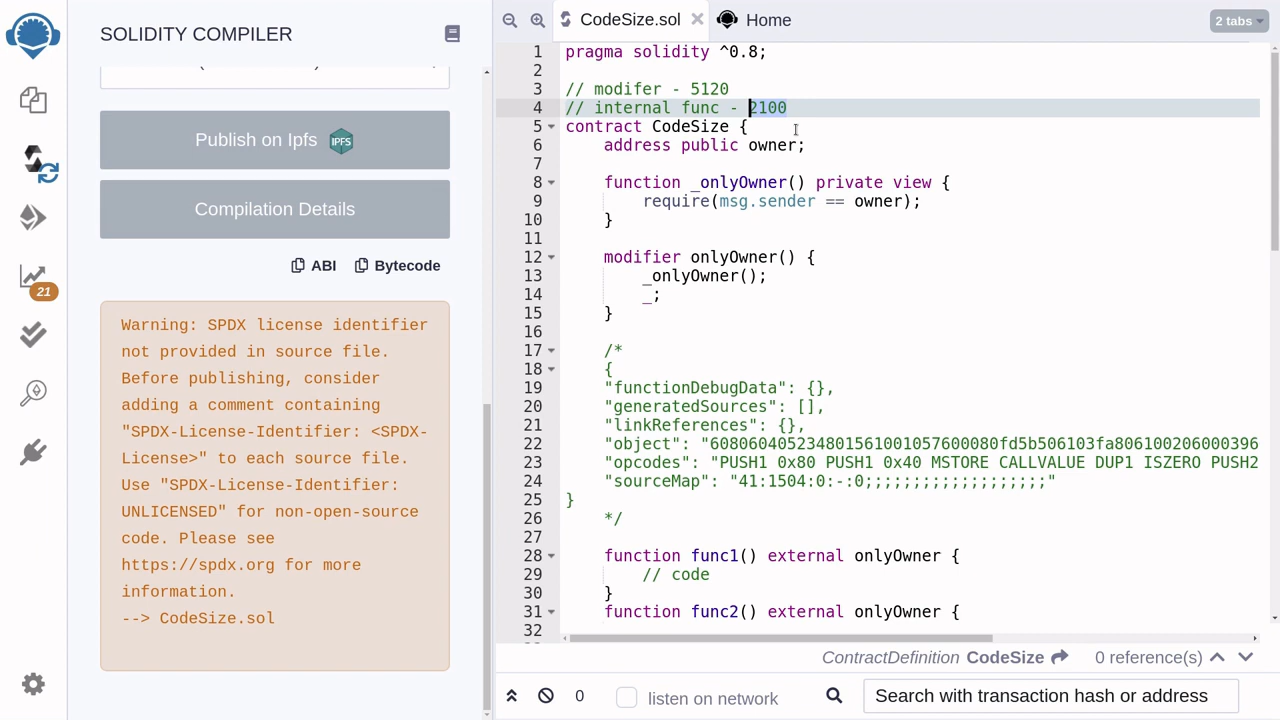 SOLIDITY COMPILER
Publish on Ipfs IPFS
Compilation Details
ABI Bytecode
21
Warning: SPDX license identifier
not provided in source file.
Before publishing, consider
adding a comment containing
"SPDX-License-Identifier: <SPDX-
License>" to each source file.
Use "SPDX-License-Identifier:
UNLICENSED" for non-open-source
code. Please see
https://spdx.org for more
information.
--> CodeSize.sol
CodeSize.sol Home 2 tabs
1 pragma solidity ^0.8;
2
3 // modifer - 5120
4 // internal func - 2100
5 contract CodeSize {
6 address public owner;
7
8 function _onlyOwner() private view {
9 require(msg.sender == owner);
10 }
11
12 modifier onlyOwner() {
13 _onlyOwner();
14 _;
15 }
16
17 /*
18 {
19 "functionDebugData": {},
20 "generatedSources": [],
21 "linkReferences": {},
22 "object": "608060405234801561001057600080fd5b506103fa806100206000396
23 "opcodes": "PUSH1 0x80 PUSH1 0x40 MSTORE CALLVALUE DUP1 ISZERO PUSH2
24 "sourceMap": "41:1504:0:-:0;;;;;;;;;;;;;;;;;;;"
25 }
26 */
27
28 function func1() external onlyOwner {
29 // code
30 }
31 function func2() external onlyOwner {
32
ContractDefinition CodeSize 0 reference(s)
0 listen on network Search with transaction hash or address